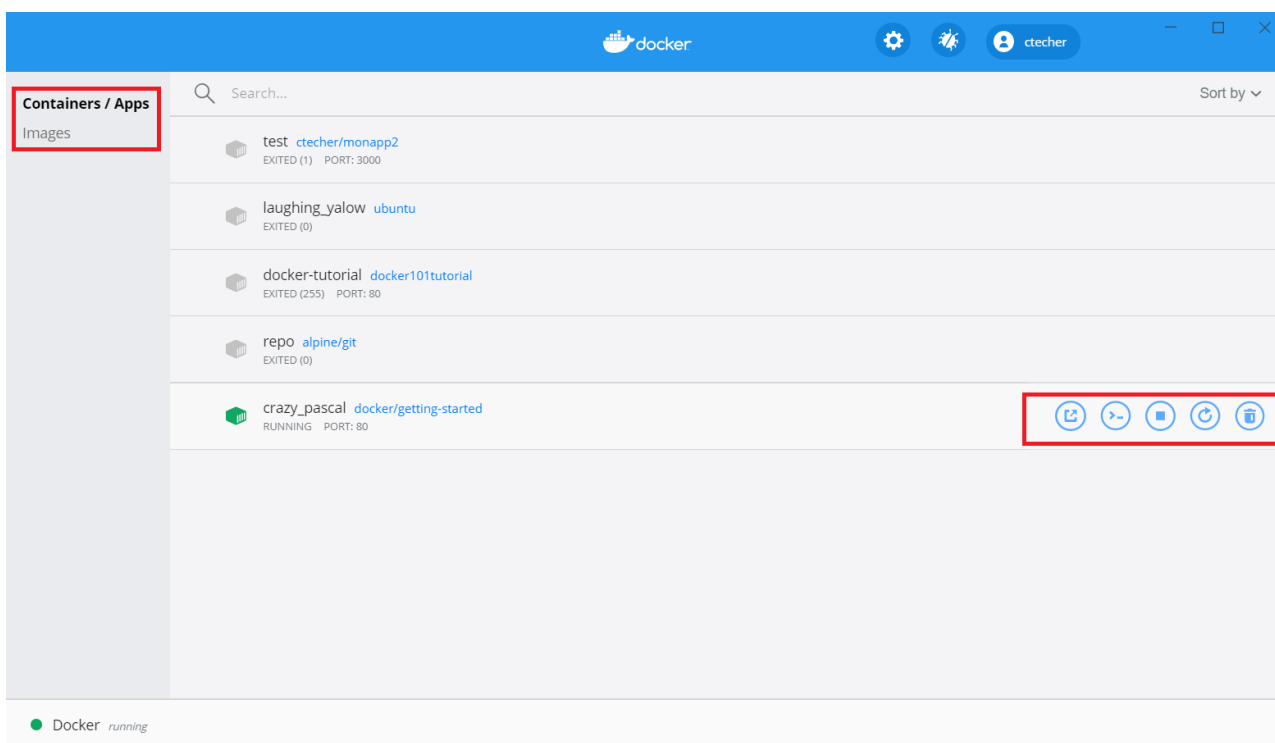 docker
ctecher
Containers / Apps
Images
Search...
Sort by
test ctecher/monapp2
EXITED (1) PORT: 3000
laughing_yalow ubuntu
EXITED (0)
docker-tutorial docker101tutorial
EXITED (255) PORT: 80
repo alpine/git
EXITED (0)
crazy_pascal docker/getting-started
RUNNING PORT: 80
Docker running